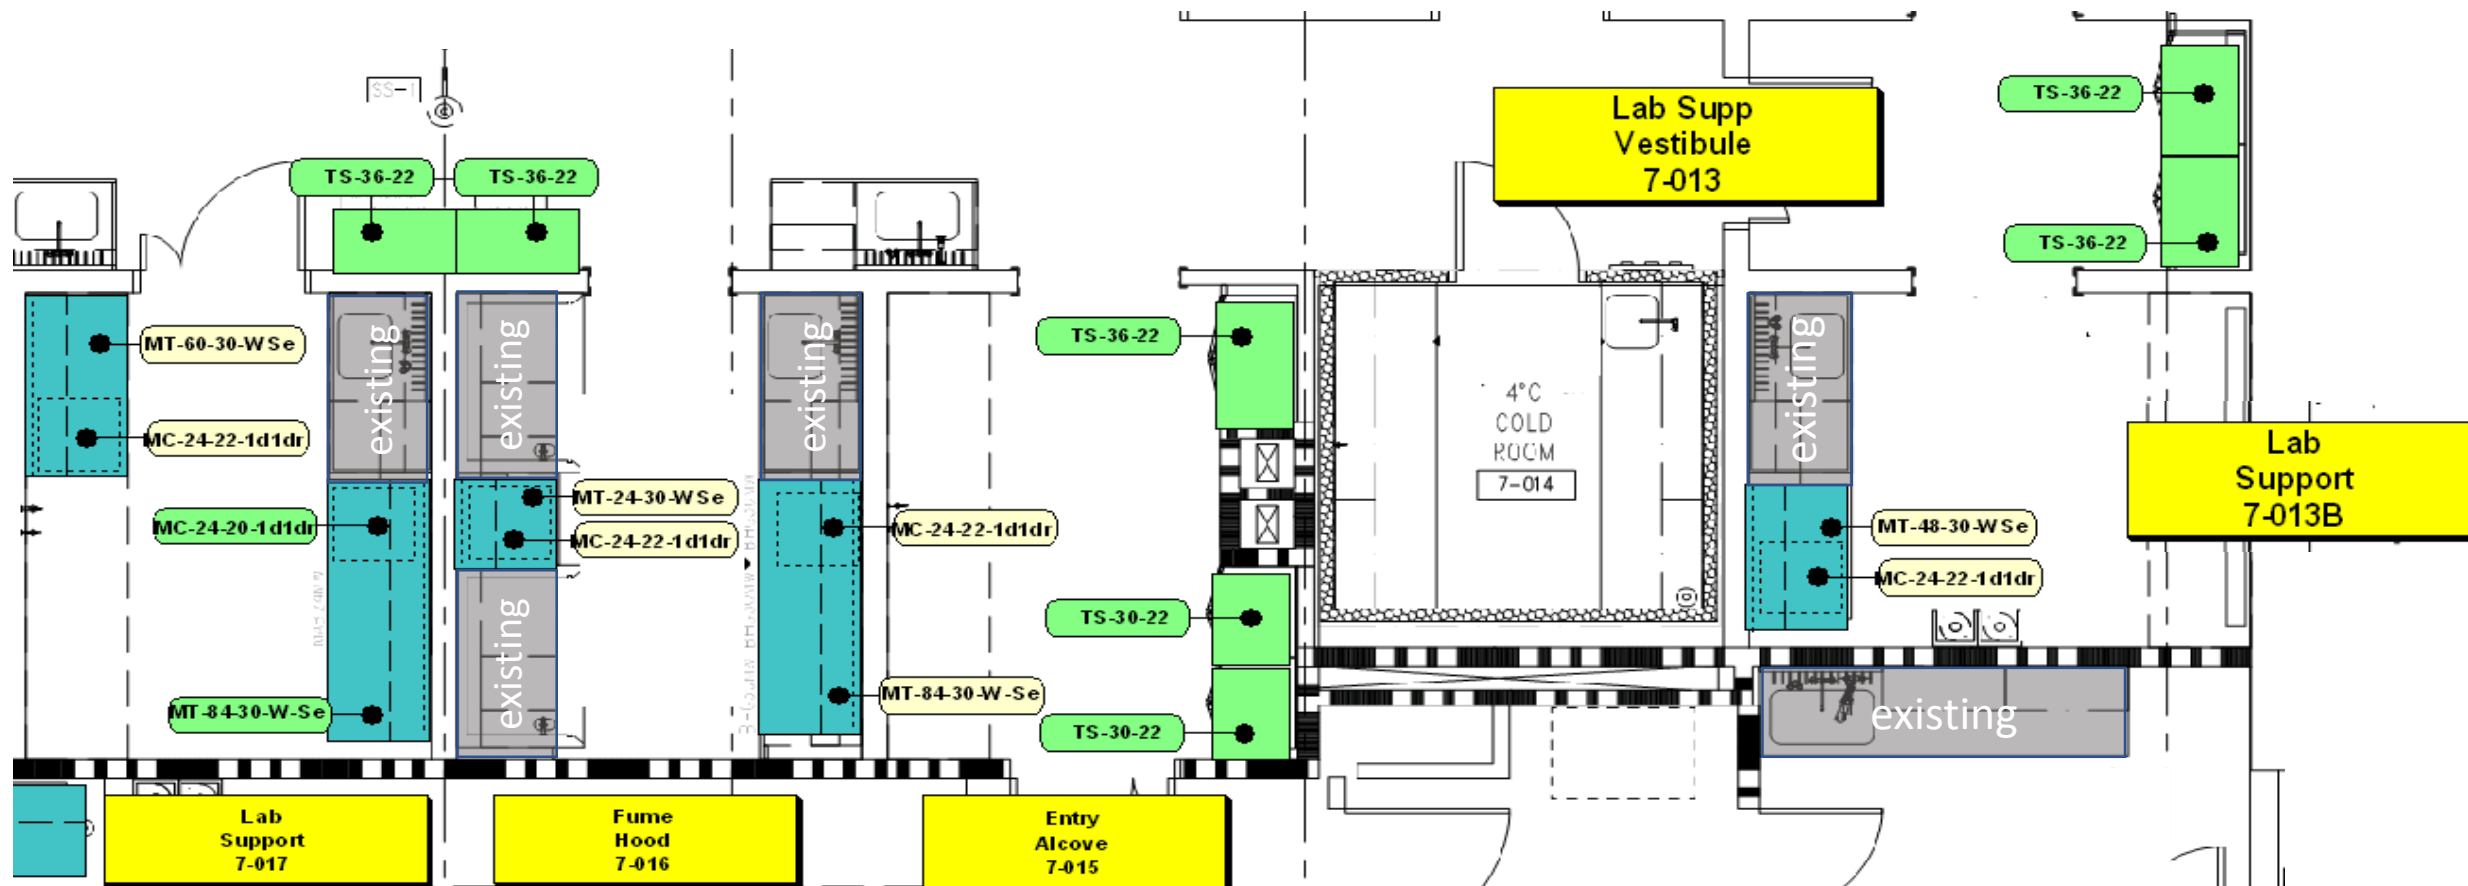 Lab Supp
Vestibule
7-013
TS-36-22
TS-36-22
SS-1
TS-36-22
TS-36-22
MT-60-30-WSe
MC-24-22-1d1dr
existing
existing
existing
TS-36-22
4°C
COLD
ROOM
7-014
existing
Lab
Support
7-013B
MC-24-20-1d1dr
MT-24-30-WSe
MC-24-22-1d1dr
MC-24-22-1d1dr
MT-48-30-WSe
MC-24-22-1d1dr
existing
TS-30-22
MT-84-30-W-Se
MT-84-30-W-Se
TS-30-22
existing
Lab
Support
7-017
Fume
Hood
7-016
Entry
Alcove
7-015